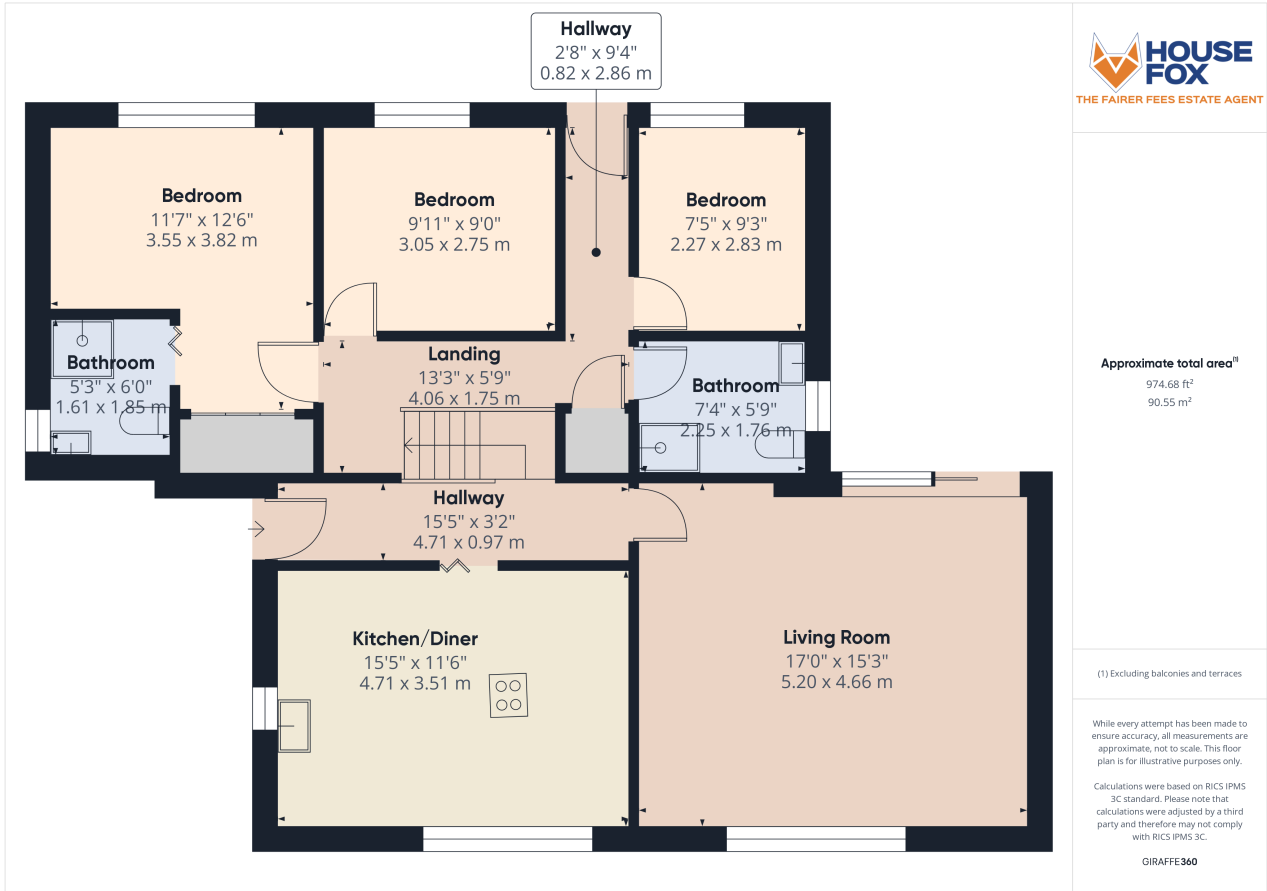 Hallway
2'8" x 9'4"
0.82 x 2.86 m
Bedroom
11'7" x 12'6"
3.55 x 3.82 m
Bedroom
9'11" x 9'0"
3.05 x 2.75 m
Bedroom
7'5" x 9'3"
2.27 x 2.83 m
Bathroom
5'3" x 6'0"
1.61 x 1.85 m
Landing
13'3" x 5'9"
4.06 x 1.75 m
Bathroom
7'4" x 5'9"
2.25 x 1.76 m
Hallway
15'5" x 3'2"
4.71 x 0.97 m
Kitchen/Diner
15'5" x 11'6"
4.71 x 3.51 m
Living Room
17'0" x 15'3"
5.20 x 4.66 m
HOUSE
FOX
THE FAIRER FEES ESTATE AGENT
Approximate total area(1)
974.68 ft²
90.55 m²
(1) Excluding balconies and terraces
While every attempt has been made to
ensure accuracy, all measurements are
approximate, not to scale. This floor
plan is for illustrative purposes only.
Calculations were based on RICS IPMS
3C standard. Please note that
calculations were adjusted by a third
party and therefore may not comply
with RICS IPMS 3C.
GIRAFFE360